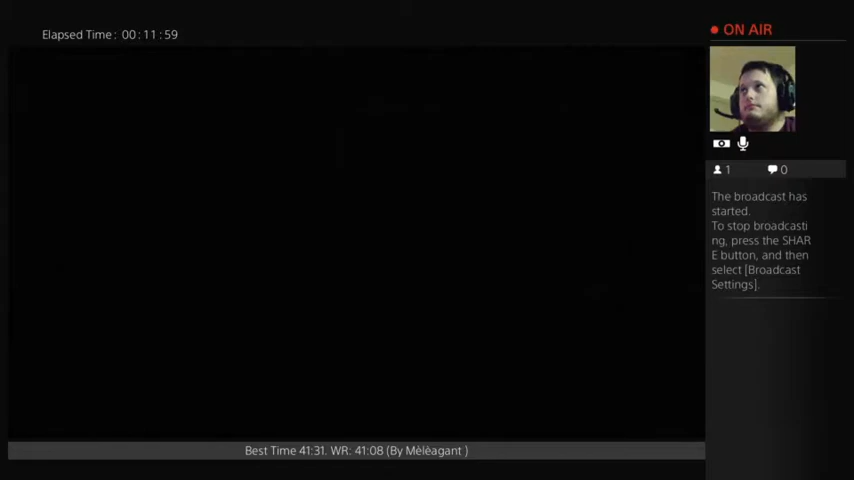 Elapsed Time: 00:11:59
ON AIR
1 0
The broadcast has
started.
To stop broadcasti
ng, press the SHAR
E button, and then
select [Broadcast
Settings].
Best Time 41:31. WR: 41:08 (By Mèlèagant )